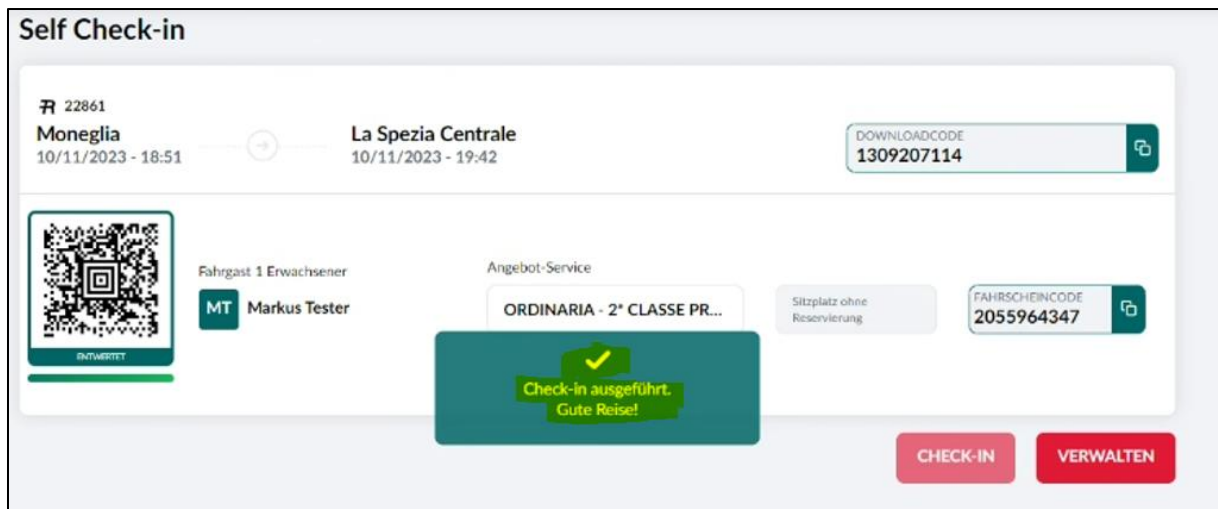 Self Check-in
22861
Moneglia
10/11/2023 - 18:51
La Spezia Centrale
10/11/2023 - 19:42
DOWNLOADCODE
1309207114
ENTWERTET
Fahrgast 1 Erwachsener
MT Markus Tester
Angebot-Service
ORDINARIA - 2° CLASSE PR...
Sitzplatz ohne
Reservierung
FAHRSCHEINCODE
2055964347
Check-in ausgeführt.
Gute Reise!
CHECK-IN
VERWALTEN